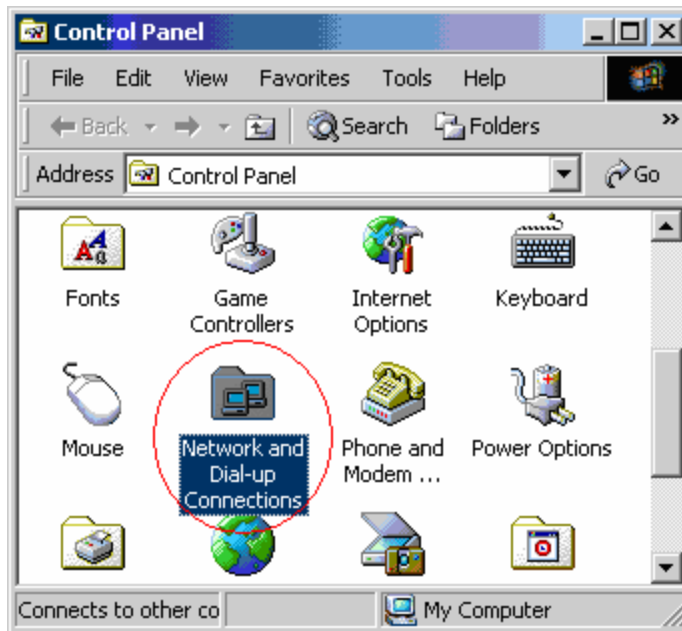 Control Panel
File Edit View Favorites Tools Help
Back Search Folders »
Address Control Panel Go
Fonts Game Controllers Internet Options Keyboard
Mouse Network and Dial-up Connections Phone and Modem ... Power Options
Connects to other co My Computer